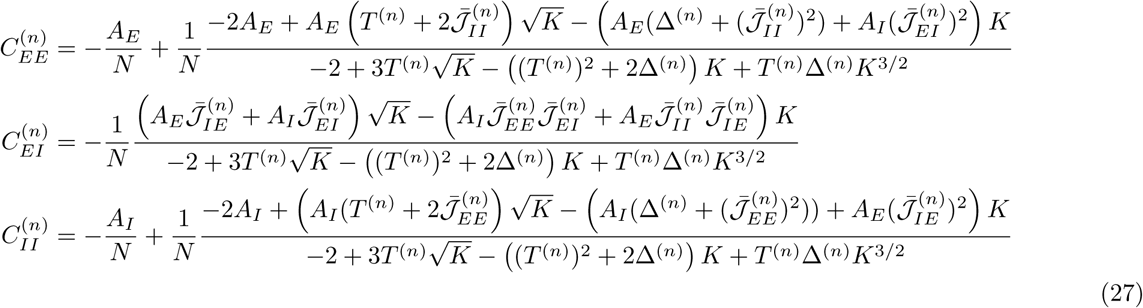 $C_{EE}^{(n)} = -\frac{A_E}{N} + \frac{1}{N} \frac{-2A_E + A_E \left( T^{(n)} + 2\bar{\mathcal{J}}_{II}^{(n)} \right) \sqrt{K} - \left( A_E (\Delta^{(n)} + (\bar{\mathcal{J}}_{II}^{(n)})^2) + A_I (\bar{\mathcal{J}}_{EI}^{(n)})^2 \right) K}{-2 + 3T^{(n)}\sqrt{K} - \left( (T^{(n)})^2 + 2\Delta^{(n)} \right) K + T^{(n)}\Delta^{(n)}K^{3/2}}$
$C_{EI}^{(n)} = -\frac{1}{N} \frac{\left( A_E \bar{\mathcal{J}}_{IE}^{(n)} + A_I \bar{\mathcal{J}}_{EI}^{(n)} \right) \sqrt{K} - \left( A_I \bar{\mathcal{J}}_{EE}^{(n)} \bar{\mathcal{J}}_{EI}^{(n)} + A_E \bar{\mathcal{J}}_{II}^{(n)} \bar{\mathcal{J}}_{IE}^{(n)} \right) K}{-2 + 3T^{(n)}\sqrt{K} - \left( (T^{(n)})^2 + 2\Delta^{(n)} \right) K + T^{(n)}\Delta^{(n)}K^{3/2}}$
$C_{II}^{(n)} = -\frac{A_I}{N} + \frac{1}{N} \frac{-2A_I + \left( A_I (T^{(n)} + 2\bar{\mathcal{J}}_{EE}^{(n)} \right) \sqrt{K} - \left( A_I (\Delta^{(n)} + (\bar{\mathcal{J}}_{EE}^{(n)})^2)) + A_E (\bar{\mathcal{J}}_{IE}^{(n)})^2 \right) K}{-2 + 3T^{(n)}\sqrt{K} - \left( (T^{(n)})^2 + 2\Delta^{(n)} \right) K + T^{(n)}\Delta^{(n)}K^{3/2}}$
(27)